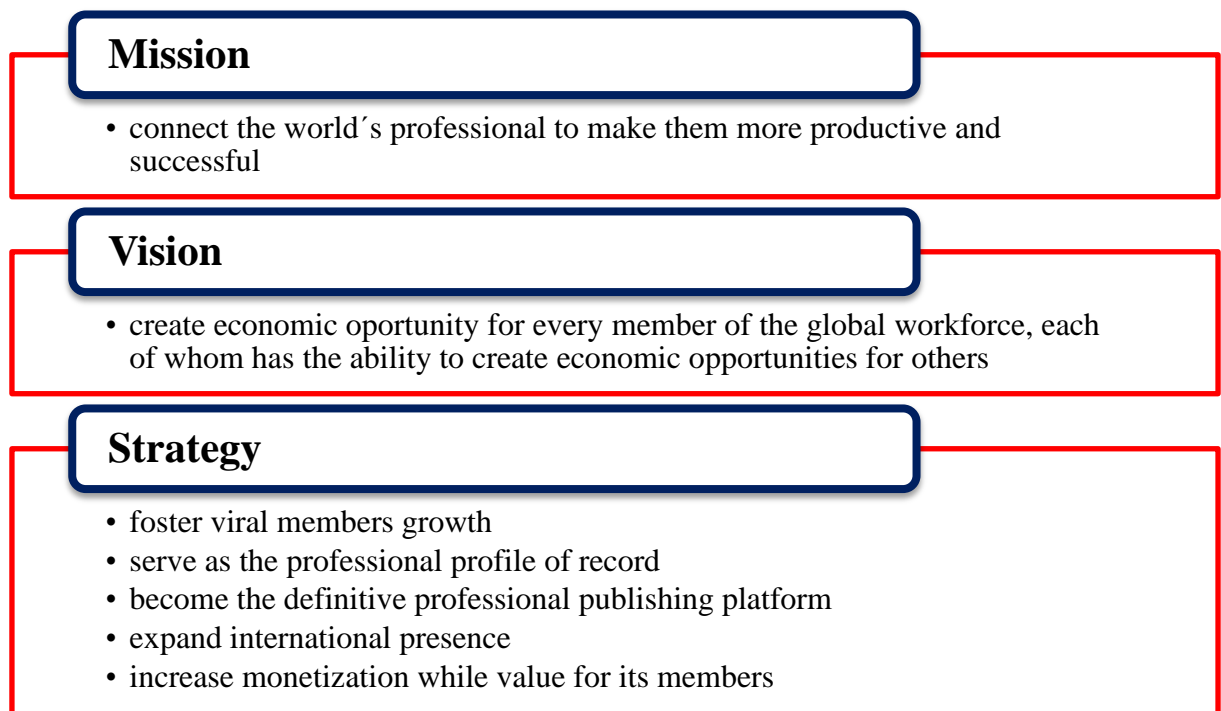 Mission
• connect the world´s professional to make them more productive and
successful
Vision
• create economic oportunity for every member of the global workforce, each
of whom has the ability to create economic opportunities for others
Strategy
• foster viral members growth
• serve as the professional profile of record
• become the definitive professional publishing platform
• expand international presence
• increase monetization while value for its members